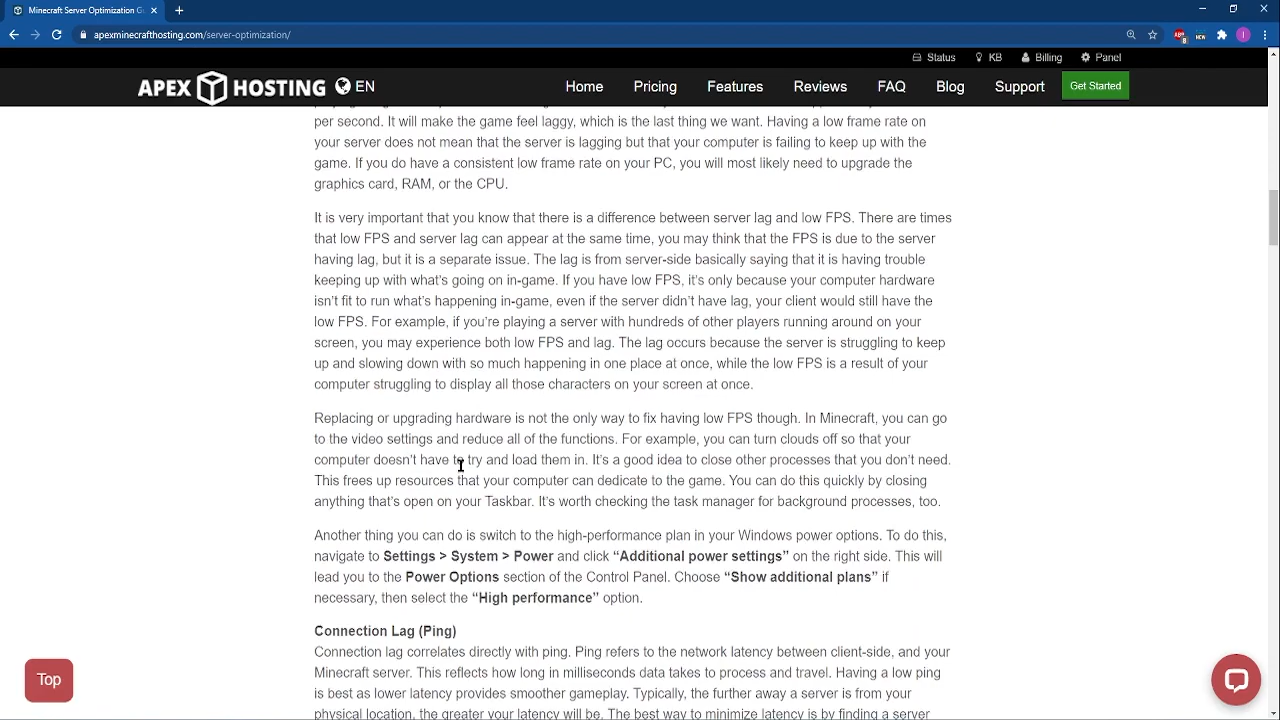 Minecraft Server Optimization G
apexminecrafthosting.com/server-optimization/
Status KB Billing Panel
APEX HOSTING EN Home Pricing Features Reviews FAQ Blog Support Get Started
per second. It will make the game feel laggy, which is the last thing we want. Having a low frame rate on
your server does not mean that the server is lagging but that your computer is failing to keep up with the
game. If you do have a consistent low frame rate on your PC, you will most likely need to upgrade the
graphics card, RAM, or the CPU.
It is very important that you know that there is a difference between server lag and low FPS. There are times
that low FPS and server lag can appear at the same time, you may think that the FPS is due to the server
having lag, but it is a separate issue. The lag is from server-side basically saying that it is having trouble
keeping up with what's going on in-game. If you have low FPS, it's only because your computer hardware
isn't fit to run what's happening in-game, even if the server didn't have lag, your client would still have the
low FPS. For example, if you're playing a server with hundreds of other players running around on your
screen, you may experience both low FPS and lag. The lag occurs because the server is struggling to keep
up and slowing down with so much happening in one place at once, while the low FPS is a result of your
computer struggling to display all those characters on your screen at once.
Replacing or upgrading hardware is not the only way to fix having low FPS though. In Minecraft, you can go
to the video settings and reduce all of the functions. For example, you can turn clouds off so that your
computer doesn't have to try and load them in. It's a good idea to close other processes that you don't need.
This frees up resources that your computer can dedicate to the game. You can do this quickly by closing
anything that's open on your Taskbar. It's worth checking the task manager for background processes, too.
Another thing you can do is switch to the high-performance plan in your Windows power options. To do this,
navigate to Settings > System > Power and click “Additional power settings” on the right side. This will
lead you to the Power Options section of the Control Panel. Choose “Show additional plans” if
necessary, then select the “High performance” option.
Connection Lag (Ping)
Connection lag correlates directly with ping. Ping refers to the network latency between client-side, and your
Minecraft server. This reflects how long in milliseconds data takes to process and travel. Having a low ping
is best as lower latency provides smoother gameplay. Typically, the further away a server is from your
physical location, the greater your latency will be. The best way to minimize latency is by finding a server
Top